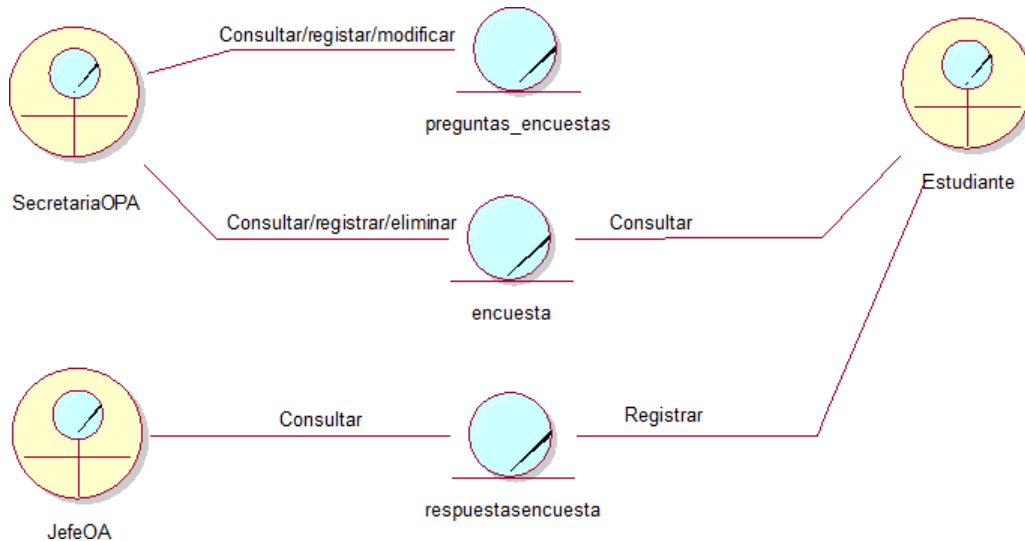 Consultar/registar/modificar
preguntas_encuestas
SecretariaOPA
Estudiante
Consultar/registrar/eliminar
Consultar
encuesta
Consultar
Registrar
respuestasencuesta
JefeOA